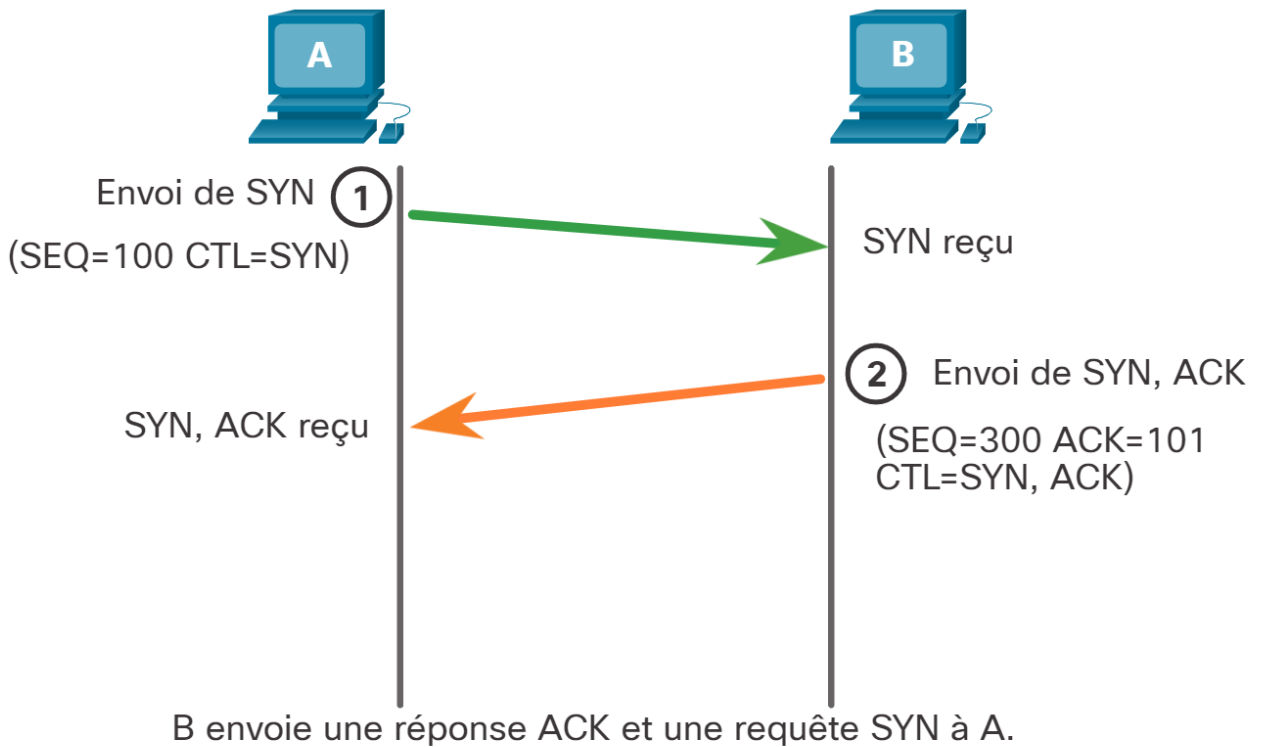 A
B
Envoi de SYN 1
(SEQ=100 CTL=SYN)
SYN reçu
2 Envoi de SYN, ACK
(SEQ=300 ACK=101
CTL=SYN, ACK)
SYN, ACK reçu
B envoie une réponse ACK et une requête SYN à A.